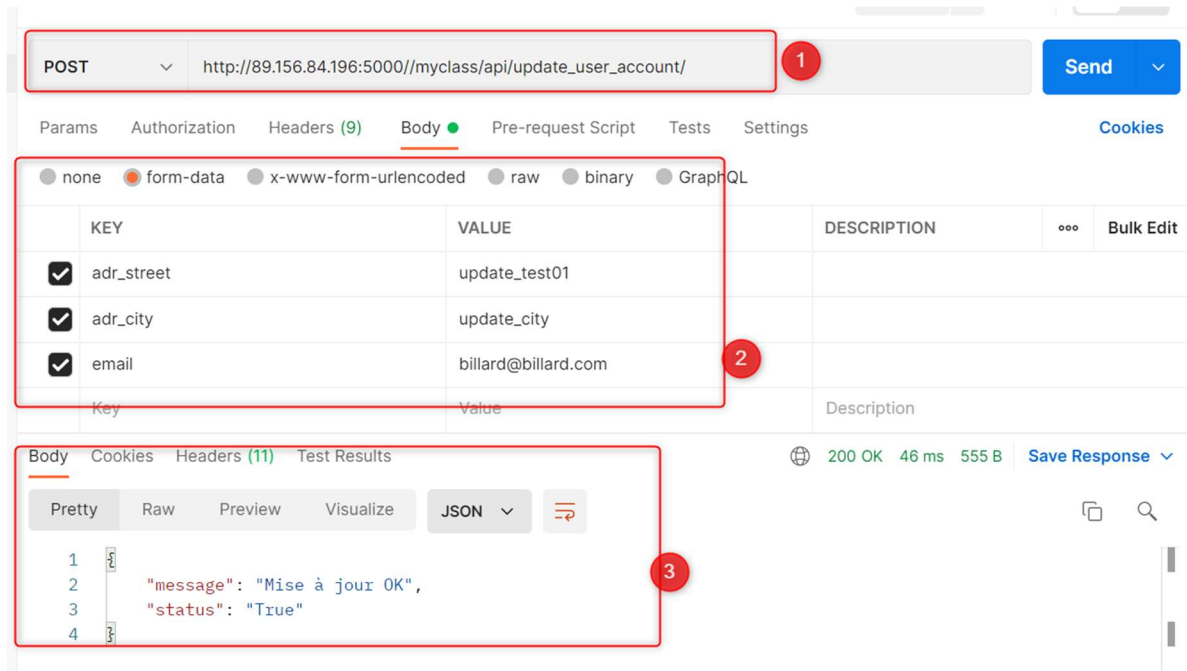 POST http://89.156.84.196:5000//myclass/api/update_user_account/ 1 Send
Params Authorization Headers (9) Body Pre-request Script Tests Settings Cookies
none form-data x-www-form-urlencoded raw binary GraphQL
KEY VALUE DESCRIPTION ooo Bulk Edit
adr_street update_test01
adr_city update_city
email billard@billard.com 2
Key Value Description
Body Cookies Headers (11) Test Results 200 OK 46 ms 555 B Save Response
Pretty Raw Preview Visualize JSON
1 {
2 "message": "Mise à jour OK",
3 "status": "True"
4 }
3